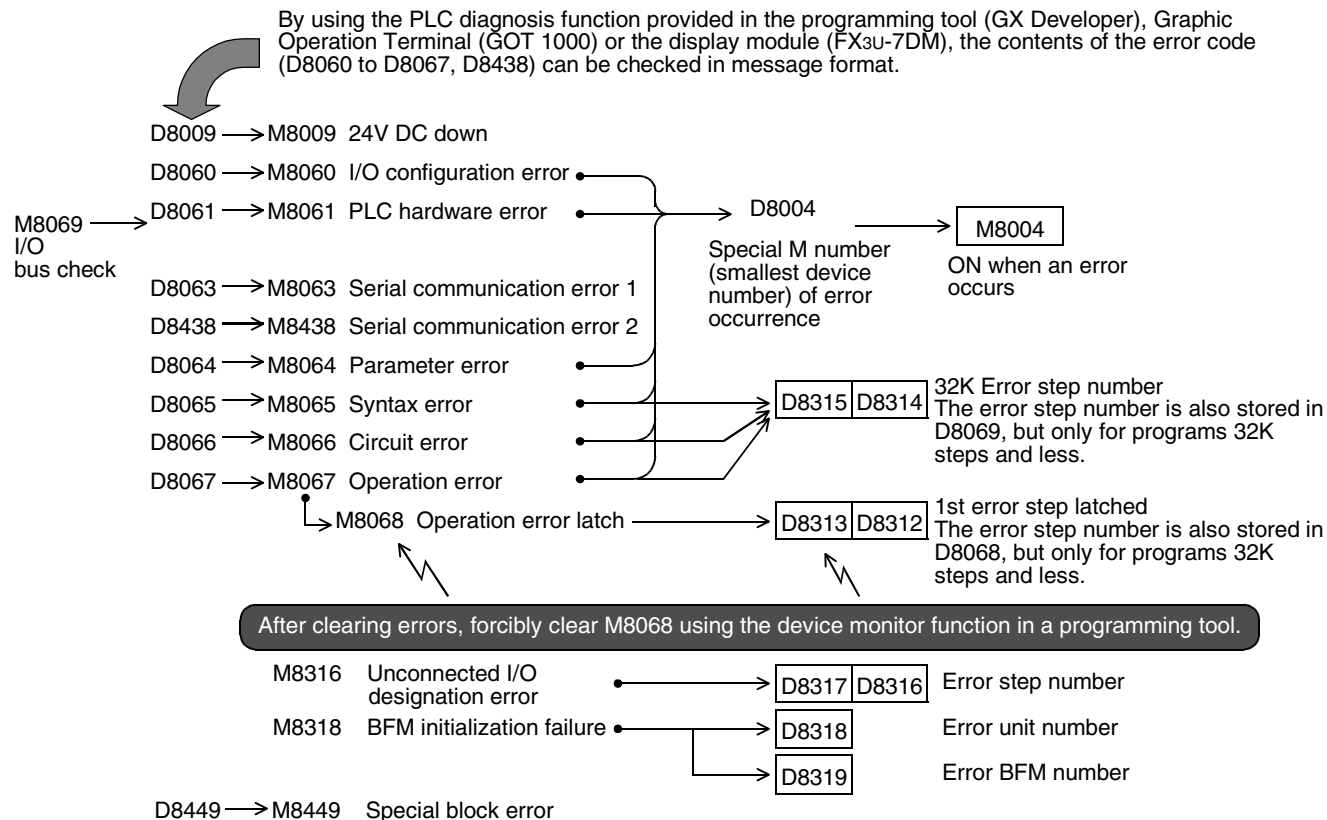 By using the PLC diagnosis function provided in the programming tool (GX Developer), Graphic
Operation Terminal (GOT 1000) or the display module (FX3U-7DM), the contents of the error code
(D8060 to D8067, D8438) can be checked in message format.
D8009 M8009 24V DC down
D8060 M8060 I/O configuration error
D8061 M8061 PLC hardware error
M8069
I/O
bus check
D8004
Special M number
(smallest device
number) of error
occurrence
M8004
ON when an error
occurs
D8063 M8063 Serial communication error 1
D8438 M8438 Serial communication error 2
D8064 M8064 Parameter error
D8065 M8065 Syntax error
D8066 M8066 Circuit error
D8067 M8067 Operation error
D8315 D8314
32K Error step number
The error step number is also stored in
D8069, but only for programs 32K
steps and less.
M8068 Operation error latch
D8313 D8312
1st error step latched
The error step number is also stored in
D8068, but only for programs 32K
steps and less.
After clearing errors, forcibly clear M8068 using the device monitor function in a programming tool.
M8316 Unconnected I/O
designation error
D8317 D8316 Error step number
M8318 BFM initialization failure
D8318 Error unit number
D8319 Error BFM number
D8449 M8449 Special block error